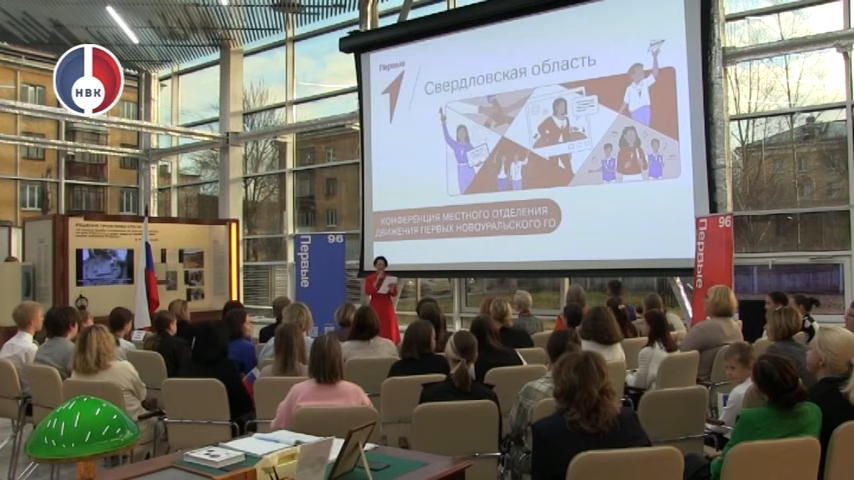 НВК
Первые
Свердловская область
КОНФЕРЕНЦИЯ МЕСТНОГО ОТДЕЛЕНИЯ
ДВИЖЕНИЯ ПЕРВЫХ НОВОУРАЛЬСКОГО ГО
Первые
96
Первые
96